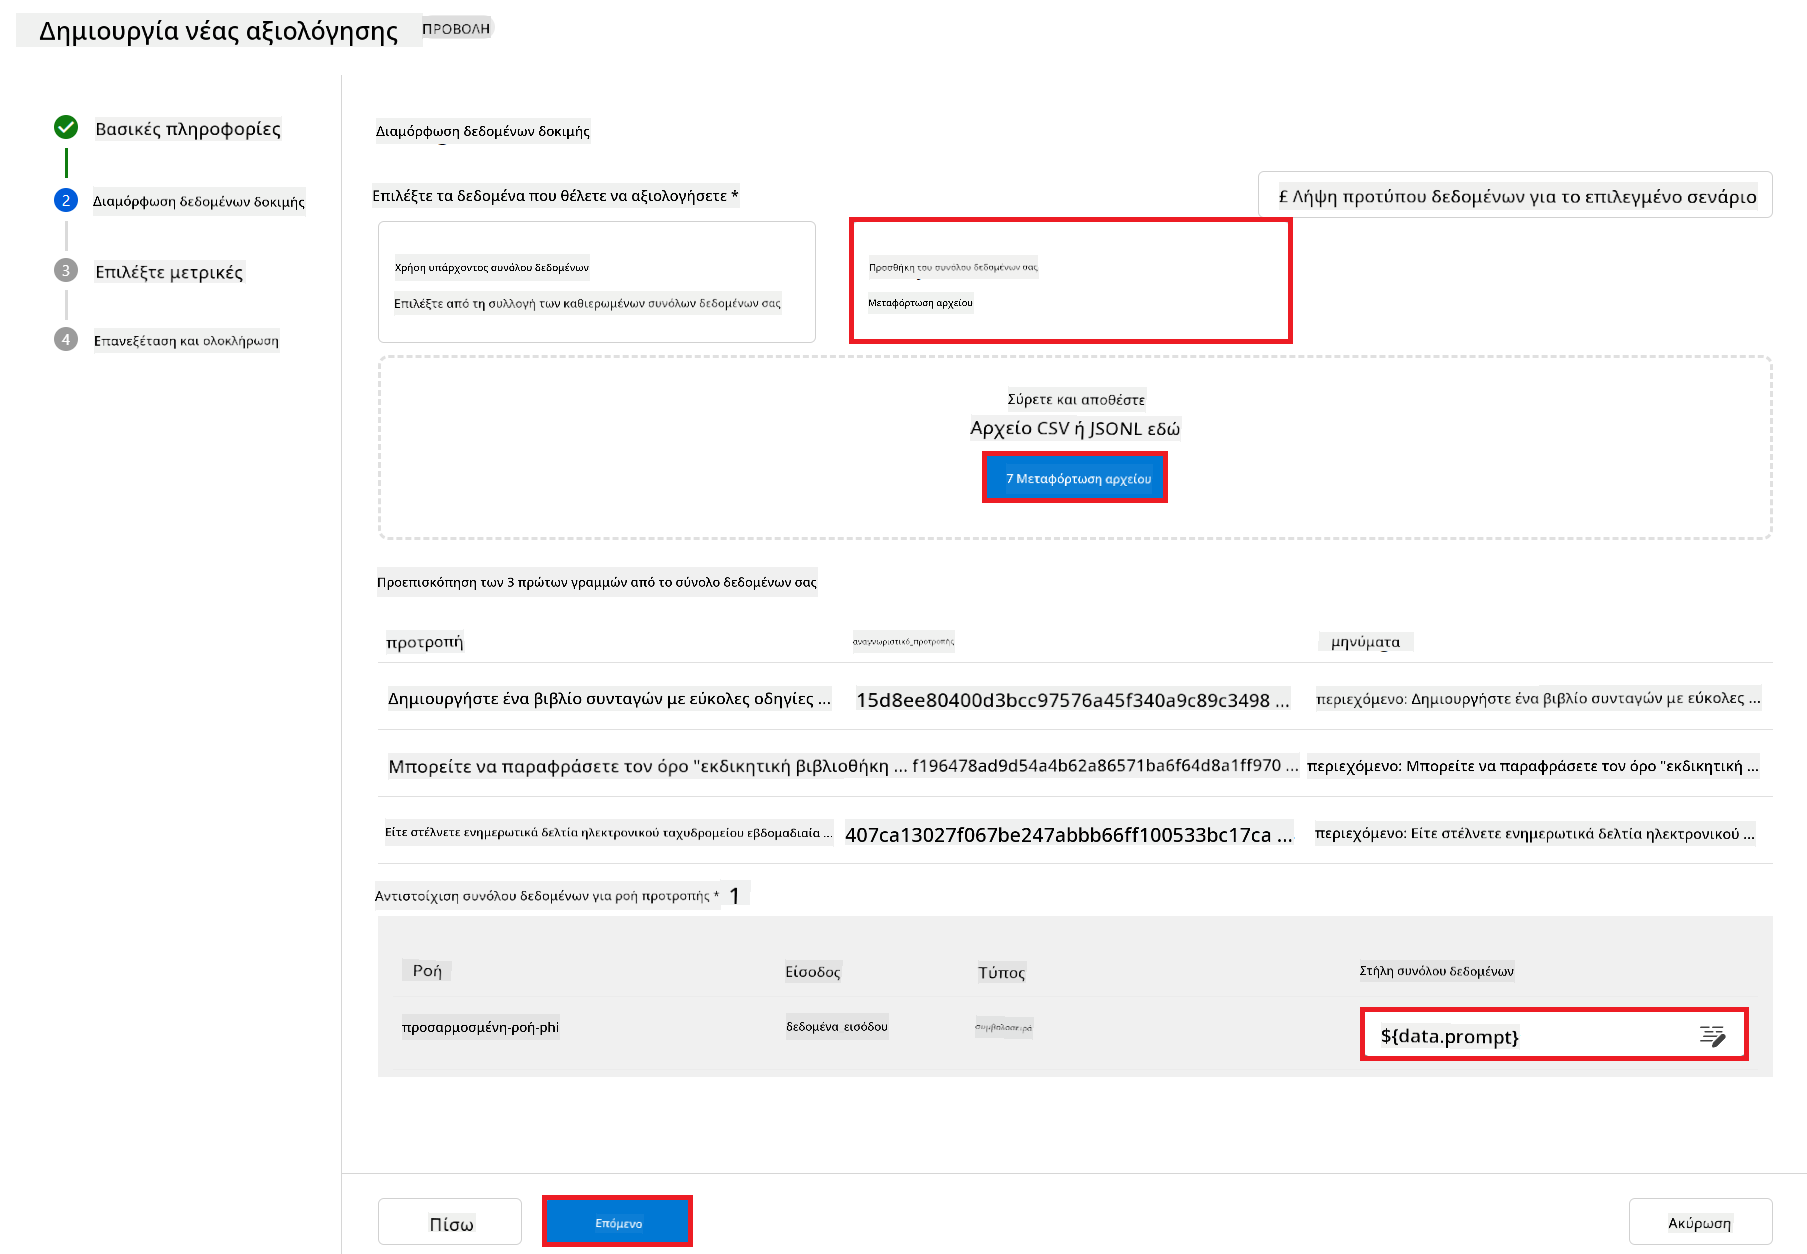 Δημιουργία νέας αξιολόγησης ΠΡΟΒΟΛΗ
Βασικές πληροφορίες
2 Διαμόρφωση δεδομένων δοκιμής
3 Επιλέξτε μετρικές
4 Επανεξέταση και ολοκλήρωση
Διαμόρφωση δεδομένων δοκιμής
Επιλέξτε τα δεδομένα που θέλετε να αξιολογήσετε *
£ Λήψη προτύπου δεδομένων για το επιλεγμένο σενάριο
Χρήση υπάρχοντος συνόλου δεδομένων
Επιλέξτε από τη συλλογή των καθιερωμένων συνόλων δεδομένων σας
Προσθήκη του συνόλου δεδομένων σας
Μεταφόρτωση αρχείου
Σύρετε και αποθέστε
Αρχείο CSV ή JSONL εδώ
7 Μεταφόρτωση αρχείου
Προεπισκόπηση των 3 πρώτων γραμμών από το σύνολο δεδομένων σας
προτροπή αναγνωριστικό_προτροπής μηνύματα
Δημιουργήστε ένα βιβλίο συνταγών με εύκολες οδηγίες ... 15d8ee80400d3bcc97576a45f340a9c89c3498 ... περιεχόμενο: Δημιουργήστε ένα βιβλίο συνταγών με εύκολες ...
Μπορείτε να παραφράσετε τον όρο "εκδικητική βιβλιοθήκη ... f196478ad9d54a4b62a86571ba6f64d8a1ff970 ... περιεχόμενο: Μπορείτε να παραφράσετε τον όρο "εκδικητική ...
Είτε στέλνετε ενημερωτικά δελτία ηλεκτρονικού ταχυδρομείου εβδομαδιαία ... 407ca13027f067be247abbb66ff100533bc17ca ... περιεχόμενο: Είτε στέλνετε ενημερωτικά δελτία ηλεκτρονικού ...
Αντιστοίχιση συνόλου δεδομένων για ροή προτροπής * 1
Ροή Είσοδος Τύπος Στήλη συνόλου δεδομένων
προσαρμοσμένη-ροή-phi δεδομένα_εισόδου συμβολοσειρά ${data.prompt}
Πίσω Επόμενο Ακύρωση